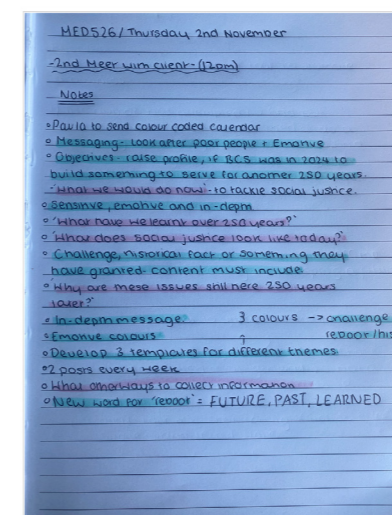 MED526/Thursday 2nd November
-2nd Meet with client-(12pm)
Notes
Paula to send colour coded calendar
Messaging- look after poor people + Emotive
Objectives- raise profile, if BCS was in 2024 to
build something to serve for another 250 years.
'What we would do now'- to tackle social justice.
Sensitive, emotive and in-depth
'What have we learnt over 250 years?'
'What does social justice look like today?'
Challenge, historical fact or something they
have granted- content must include
'Why are these issues still here 250 years
later?'
In-depth message 3 colours -> challenge
Emotive colours reboot/his
Develop 3 templates for different themes
2 posts every week
What other ways to collect information
New word for 'reboot' = FUTURE, PAST, LEARNED